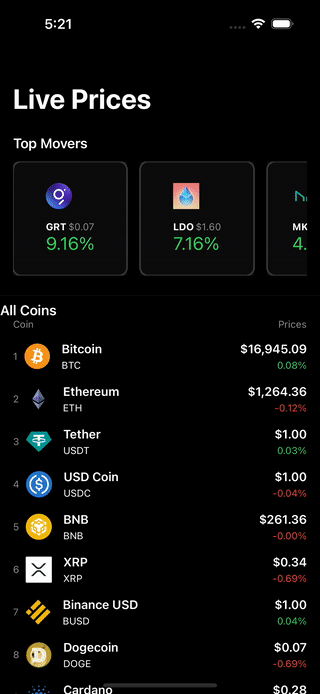 5:21
Live Prices
Top Movers
GRT $0.07
9.16%
LDO $1.60
7.16%
MK
4.
All Coins
Coin Prices
1 Bitcoin $16,945.09
BTC 0.08%
2 Ethereum $1,264.36
ETH -0.12%
3 Tether $1.00
USDT 0.03%
4 USD Coin $1.00
USDC -0.04%
5 BNB $261.36
BNB -0.00%
6 XRP $0.34
XRP -0.69%
7 Binance USD $1.00
BUSD 0.04%
8 Dogecoin $0.07
DOGE -0.69%
Cardano $0.28